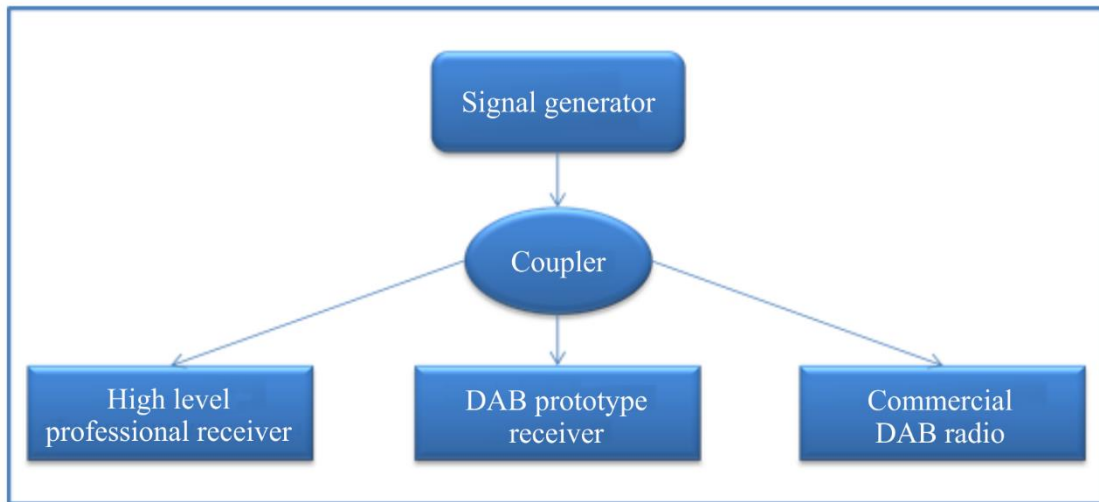 Signal generator
Coupler
High level
professional receiver
DAB prototype
receiver
Commercial
DAB radio